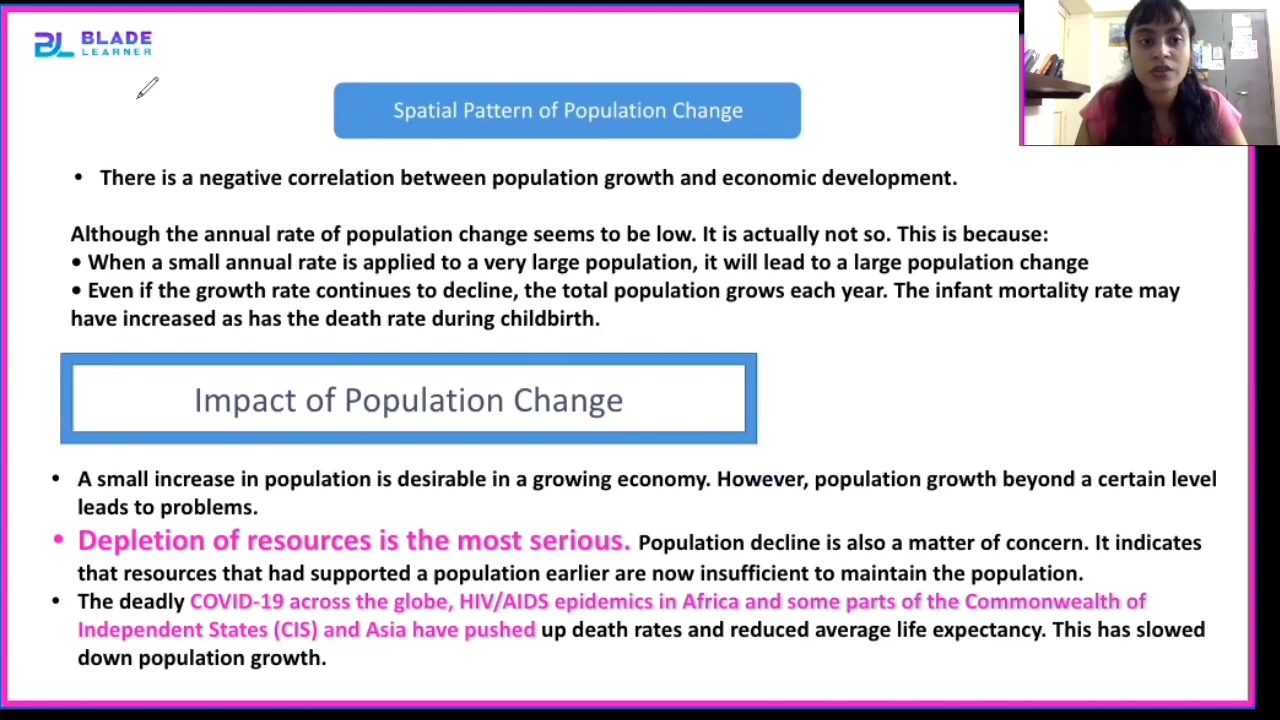 BLADE
LEARNER
Spatial Pattern of Population Change
• There is a negative correlation between population growth and economic development.
Although the annual rate of population change seems to be low. It is actually not so. This is because:
• When a small annual rate is applied to a very large population, it will lead to a large population change
• Even if the growth rate continues to decline, the total population grows each year. The infant mortality rate may
have increased as has the death rate during childbirth.
Impact of Population Change
• A small increase in population is desirable in a growing economy. However, population growth beyond a certain level
leads to problems.
• Depletion of resources is the most serious. Population decline is also a matter of concern. It indicates
that resources that had supported a population earlier are now insufficient to maintain the population.
• The deadly COVID-19 across the globe, HIV/AIDS epidemics in Africa and some parts of the Commonwealth of
Independent States (CIS) and Asia have pushed up death rates and reduced average life expectancy. This has slowed
down population growth.